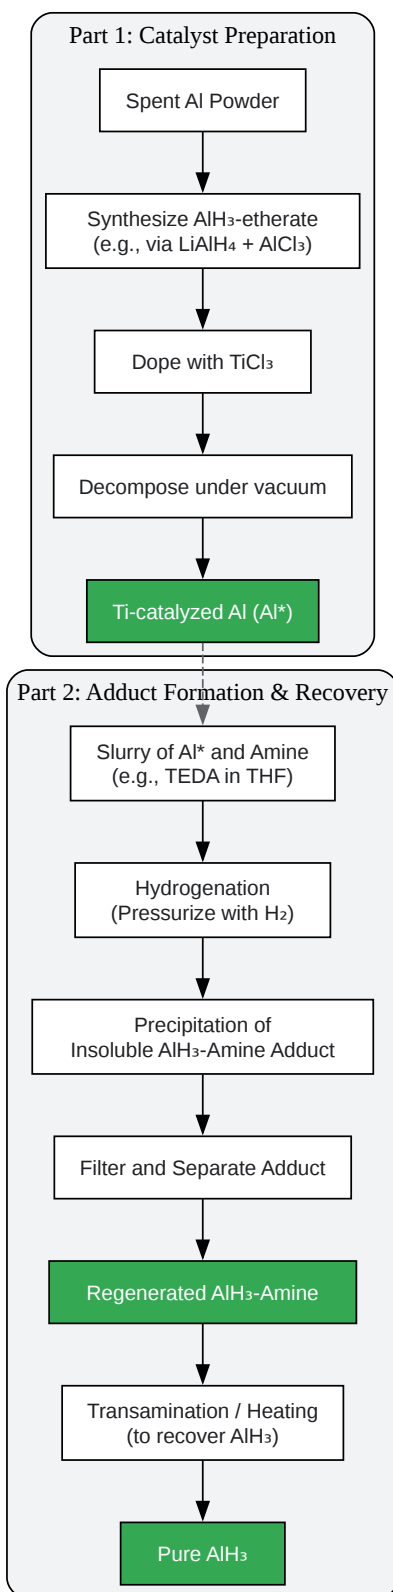 Part 1: Catalyst Preparation
Spent Al Powder
Synthesize AlH₃-etherate
(e.g., via LiAlH₄ + AlCl₃)
Dope with TiCl₃
Decompose under vacuum
Ti-catalyzed Al (Al*)
Part 2: Adduct Formation & Recovery
Slurry of Al* and Amine
(e.g., TEDA in THF)
Hydrogenation
(Pressurize with H₂)
Precipitation of
Insoluble AlH₃-Amine Adduct
Filter and Separate Adduct
Regenerated AlH₃-Amine
Transamination / Heating
(to recover AlH₃)
Pure AlH₃